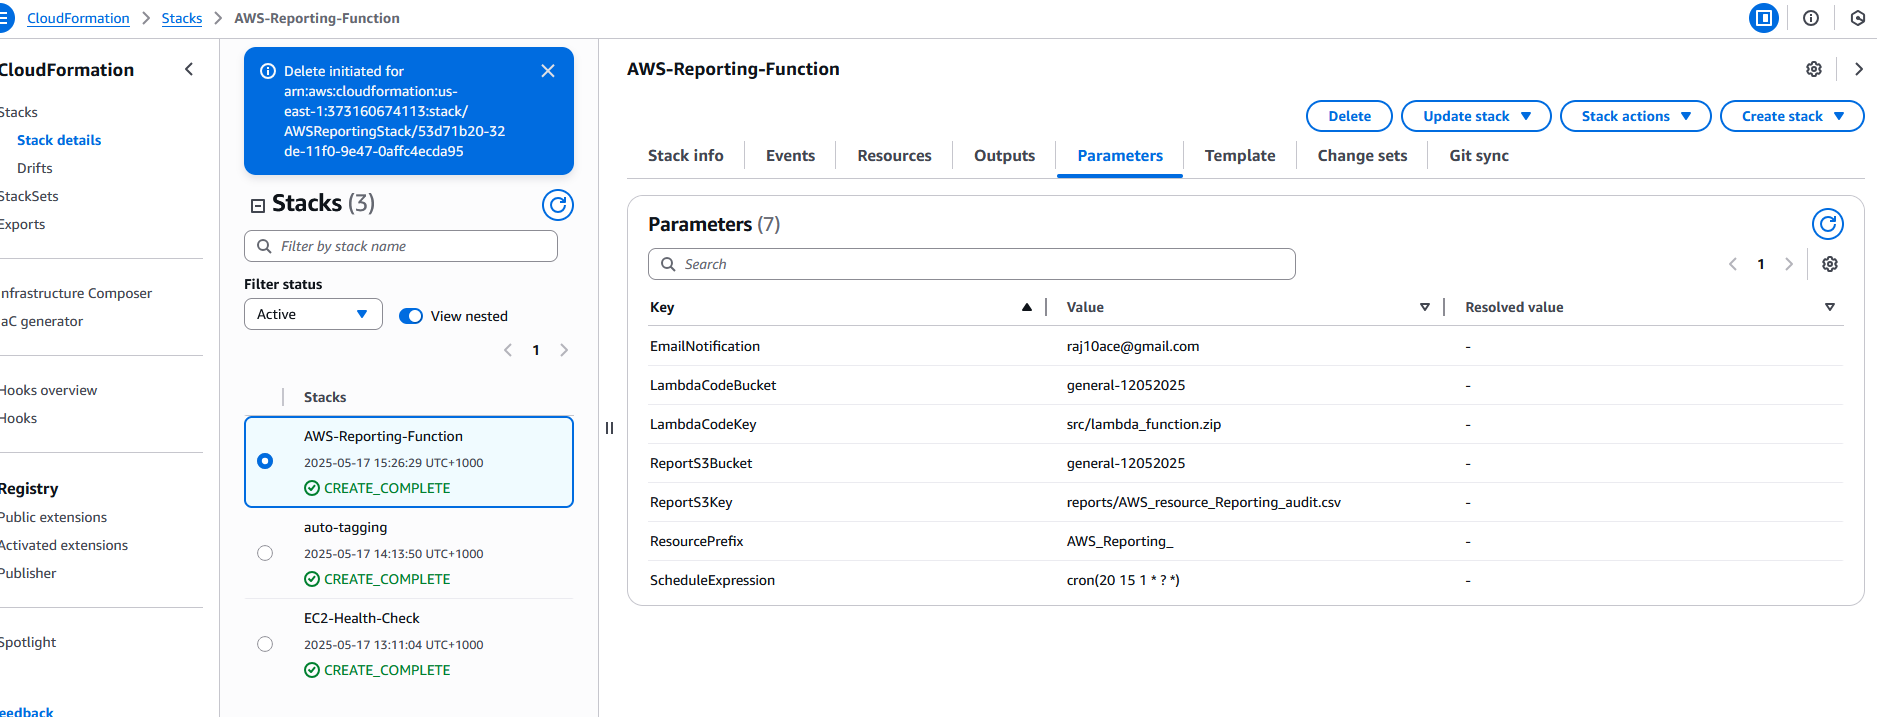 CloudFormation > Stacks > AWS-Reporting-Function
CloudFormation
Stacks
Stack details
Drifts
StackSets
Exports
Infrastructure Composer
IaC generator
Hooks overview
Hooks
Registry
Public extensions
Activated extensions
Publisher
Spotlight
Feedback
Delete initiated for
arn:aws:cloudformation:us-
east-1:373160674113:stack/
AWSReportingStack/53d71b20-32
de-11f0-9e47-0affc4ecda95
Stacks (3)
Filter by stack name
Filter status
Active
View nested
1
Stacks
AWS-Reporting-Function
2025-05-17 15:26:29 UTC+1000
CREATE_COMPLETE
auto-tagging
2025-05-17 14:13:50 UTC+1000
CREATE_COMPLETE
EC2-Health-Check
2025-05-17 13:11:04 UTC+1000
CREATE_COMPLETE
AWS-Reporting-Function
Delete Update stack Stack actions Create stack
Stack info Events Resources Outputs Parameters Template Change sets Git sync
Parameters (7)
Search
1
Key Value Resolved value
EmailNotification raj10ace@gmail.com -
LambdaCodeBucket general-12052025 -
LambdaCodeKey src/lambda_function.zip -
ReportS3Bucket general-12052025 -
ReportS3Key reports/AWS_resource_Reporting_audit.csv -
ResourcePrefix AWS_Reporting_ -
ScheduleExpression cron(20 15 1 * ? *) -